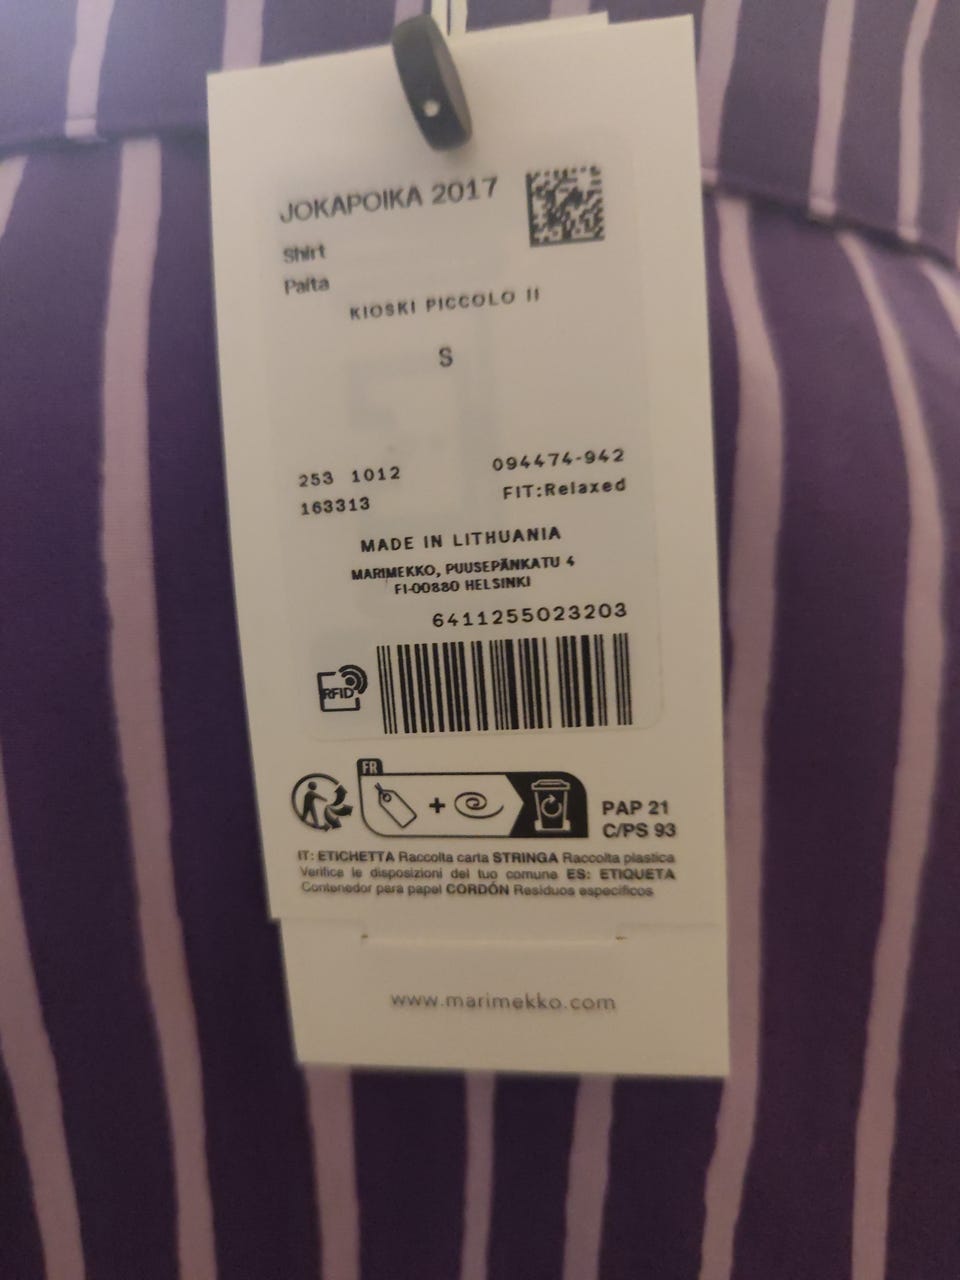 JOKAPOIKA 2017
Shirt
Paita
KIOSKI PICCOLO II
S
253 1012
094474-942
163313
FIT:Relaxed
MADE IN LITHUANIA
MARIMEKKO, PUUSEPÄNKATU 4
FI-00880 HELSINKI
6411255023203
RFID
FR
+
PAP 21
C/PS 93
IT: ETICHETTA Raccolta carta STRINGA Raccolta plastica
Verifica le disposizioni del tuo comune ES: ETIQUETA
Contenedor para papel CORDÓN Residuos específicos
www.marimekko.com